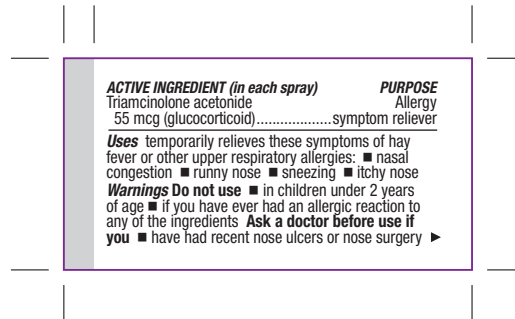 ACTIVE INGREDIENT (in each spray) PURPOSE
Triamcinolone acetonide Allergy
55 mcg (glucocorticoid)....................symptom reliever
Uses temporarily relieves these symptoms of hay
fever or other upper respiratory allergies: ■ nasal
congestion ■ runny nose ■ sneezing ■ itchy nose
Warnings Do not use ■ in children under 2 years
of age ■ if you have ever had an allergic reaction to
any of the ingredients Ask a doctor before use if
you ■ have had recent nose ulcers or nose surgery ►